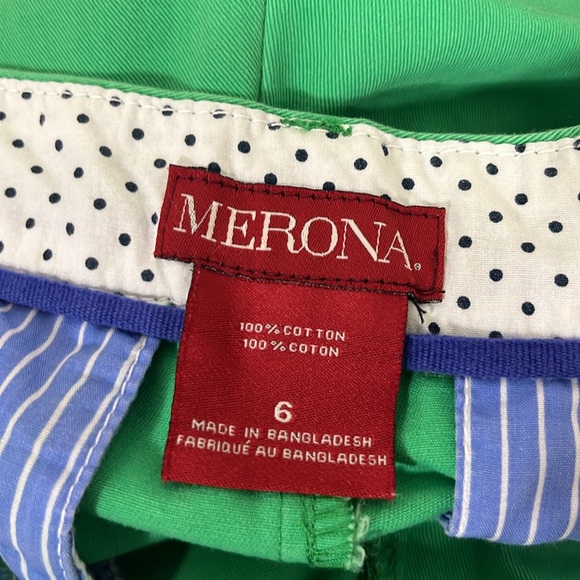 MERONA®
100% COTTON
100% COTON
6
MADE IN BANGLADESH
FABRIQUÉ AU BANGLADESH